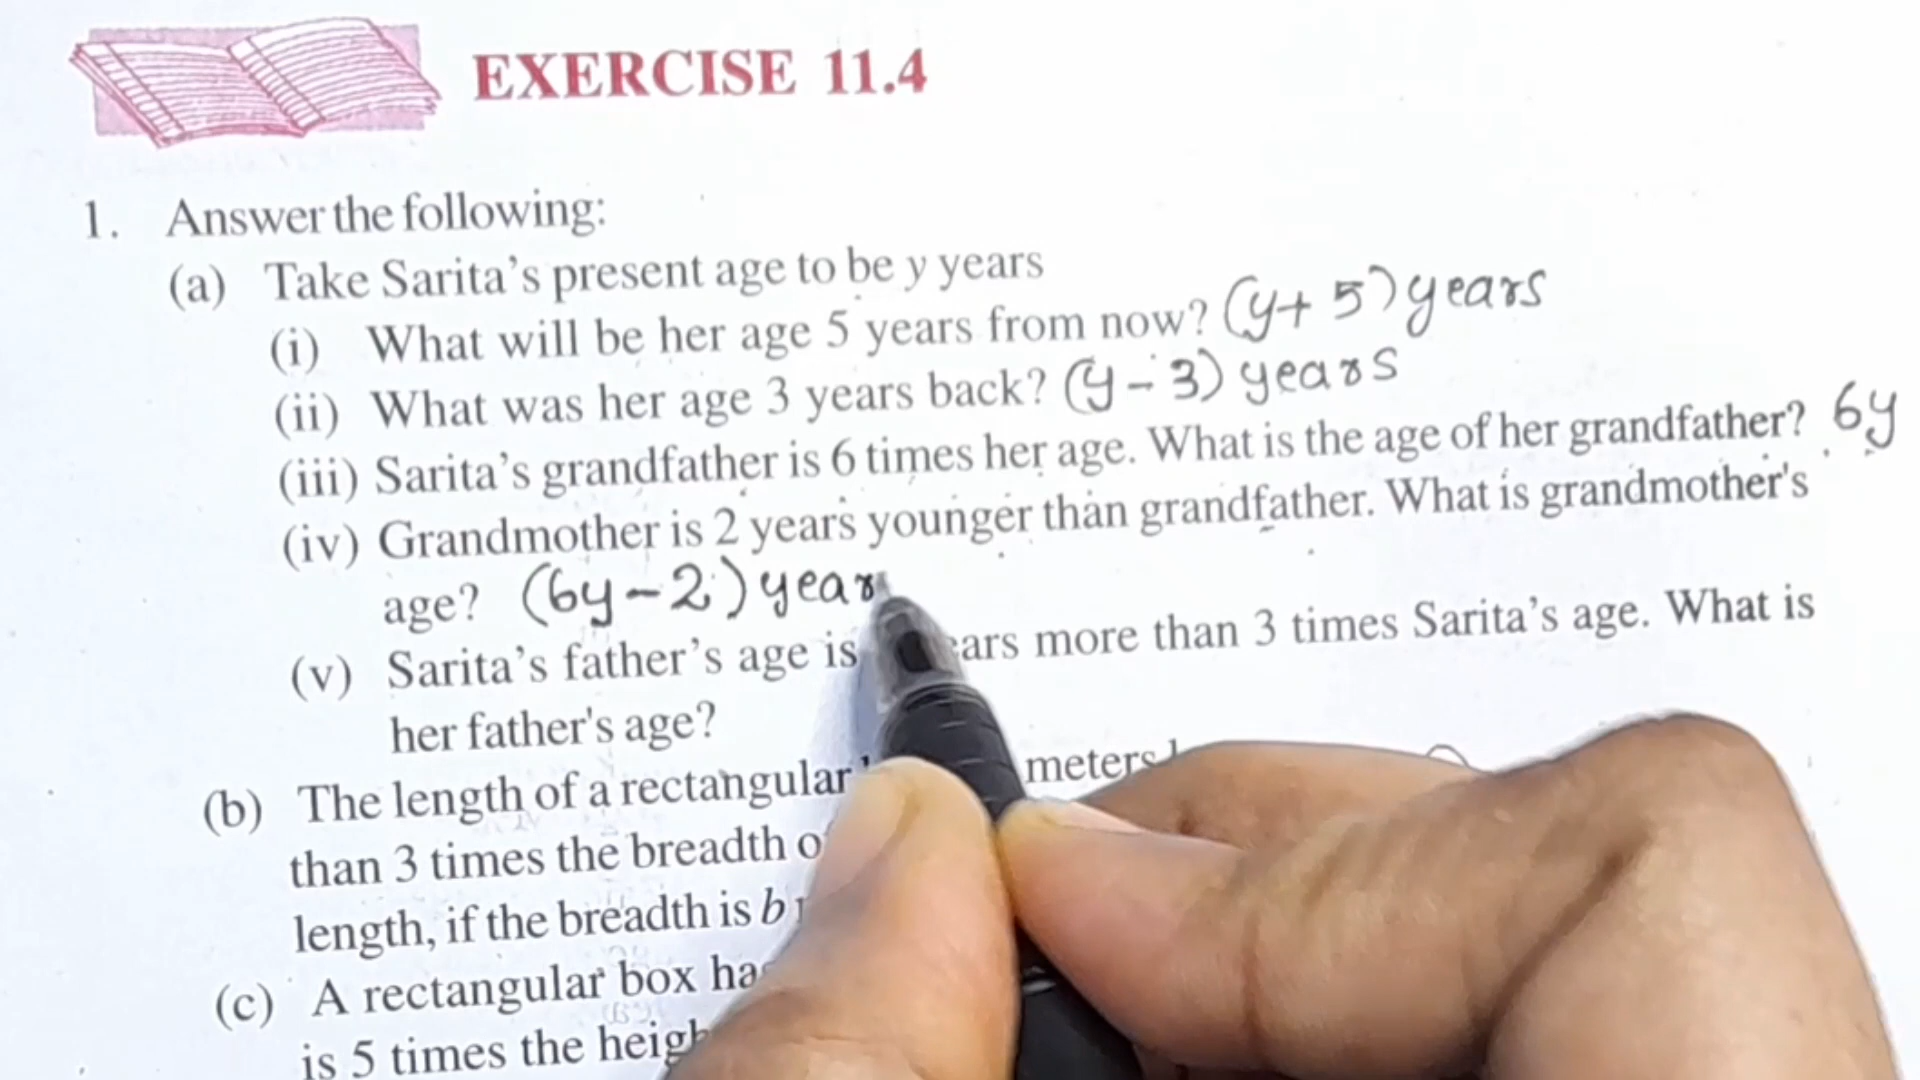 EXERCISE 11.4
1. Answer the following:
(a) Take Sarita's present age to be y years
(i) What will be her age 5 years from now? (y+5) years
(ii) What was her age 3 years back? (y-3) years
(iii) Sarita's grandfather is 6 times her age. What is the age of her grandfather? 6y
(iv) Grandmother is 2 years younger than grandfather. What is grandmother's
age? (6y-2) year
(v) Sarita's father's age is more than 3 times Sarita's age. What is
her father's age?
(b) The length of a rectangular meters
than 3 times the breadth
length, if the breadth is b
(c) A rectangular box
is 5 times the